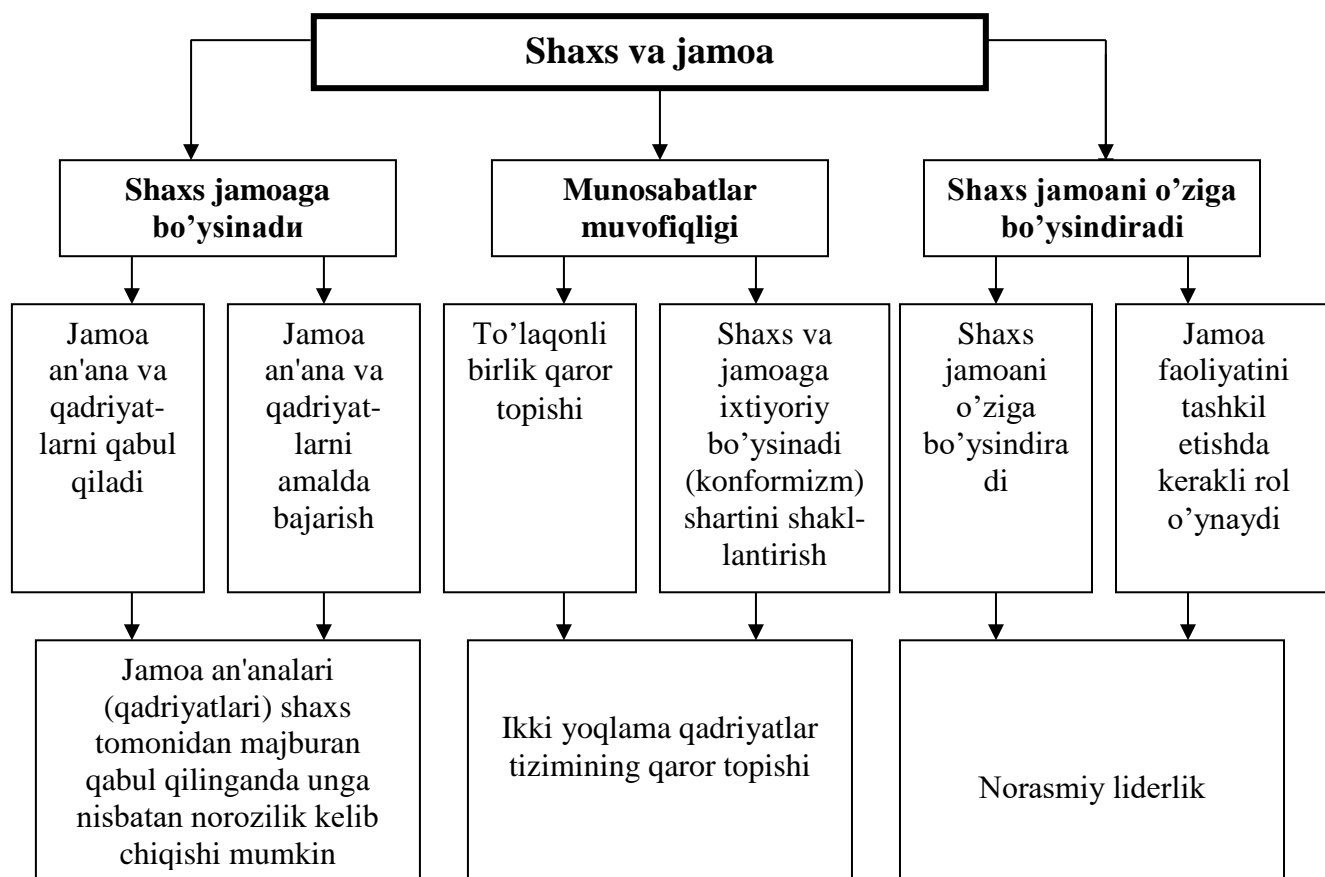 Shaxs va jamoa
Shaxs jamoaga
bo’ysinadи
Munosabatlar
muvofiqligi
Shaxs jamoani o’ziga
bo’ysindiradi
Jamoa
an'ana va
qadriyat-
larni qabul
qiladi
Jamoa
an'ana va
qadriyat-
larni
amalda
bajarish
To’laqonli
birlik qaror
topishi
Shaxs va
jamoaga
ixtiyoriy
bo’ysinadi
(konformizm)
shartini shakl-
lantirish
Shaxs
jamoani
o’ziga
bo’ysindira
di
Jamoa
faoliyatini
tashkil
etishda
kerakli rol
o’ynaydi
Jamoa an'analari
(qadriyatlari) shaxs
tomonidan majburan
qabul qilinganda unga
nisbatan norozilik kelib
chiqishi mumkin
Ikki yoqlama qadriyatlar
tizimining qaror topishi
Norasmiy liderlik